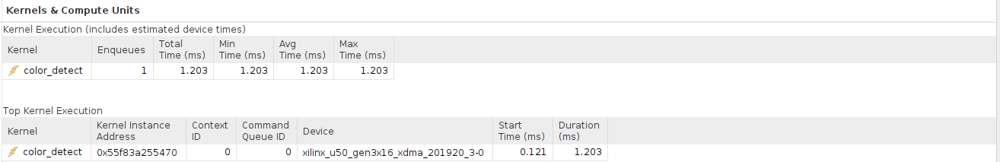 Kernels & Compute Units
Kernel Execution (includes estimated device times)
Kernel Enqueues Total Time (ms) Min Time (ms) Avg Time (ms) Max Time (ms)
color_detect 1 1.203 1.203 1.203 1.203
Top Kernel Execution
Kernel Kernel Instance Address Context ID Command Queue ID Device Start Time (ms) Duration (ms)
color_detect 0x55f83a255470 0 0 xilinx_u50_gen3x16_xdma_201920_3-0 0.121 1.203